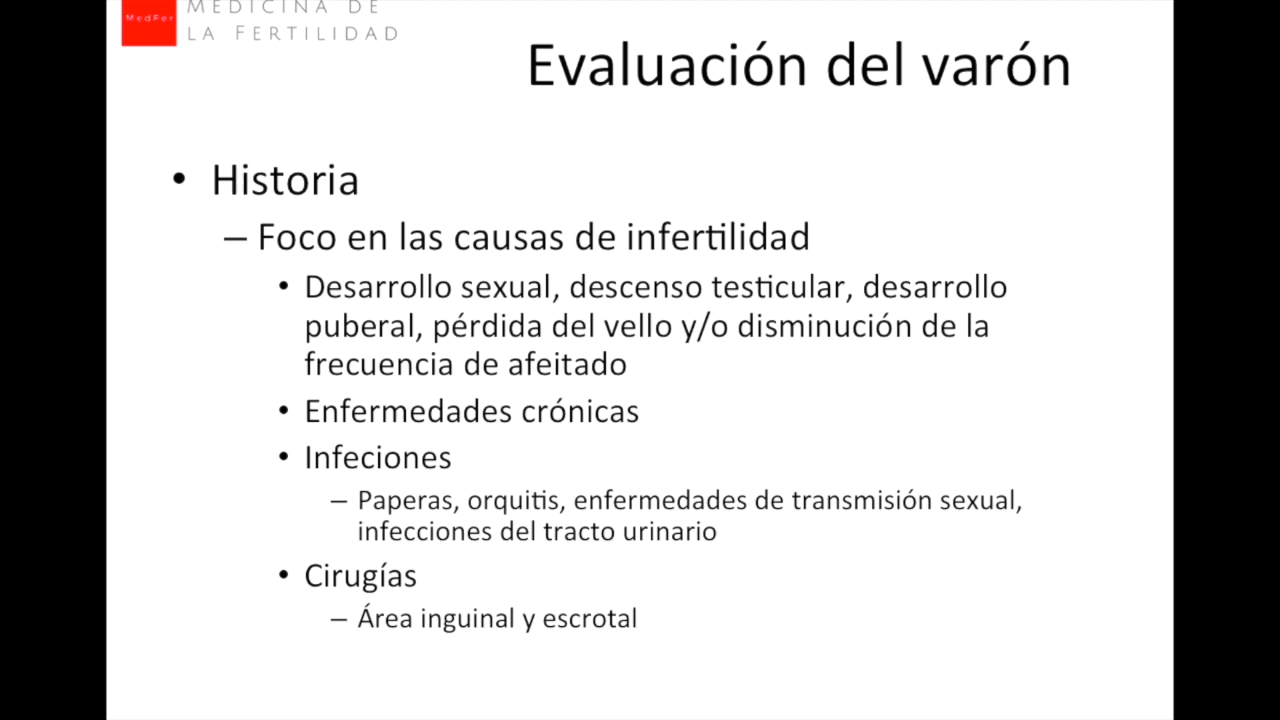 MEDICINA DE
MedFer
LA FERTILIDAD
Evaluación del varón
• Historia
– Foco en las causas de infertilidad
• Desarrollo sexual, descenso testicular, desarrollo
puberal, pérdida del vello y/o disminución de la
frecuencia de afeitado
• Enfermedades crónicas
• Infeciones
– Paperas, orquitis, enfermedades de transmisión sexual,
infecciones del tracto urinario
• Cirugías
– Área inguinal y escrotal